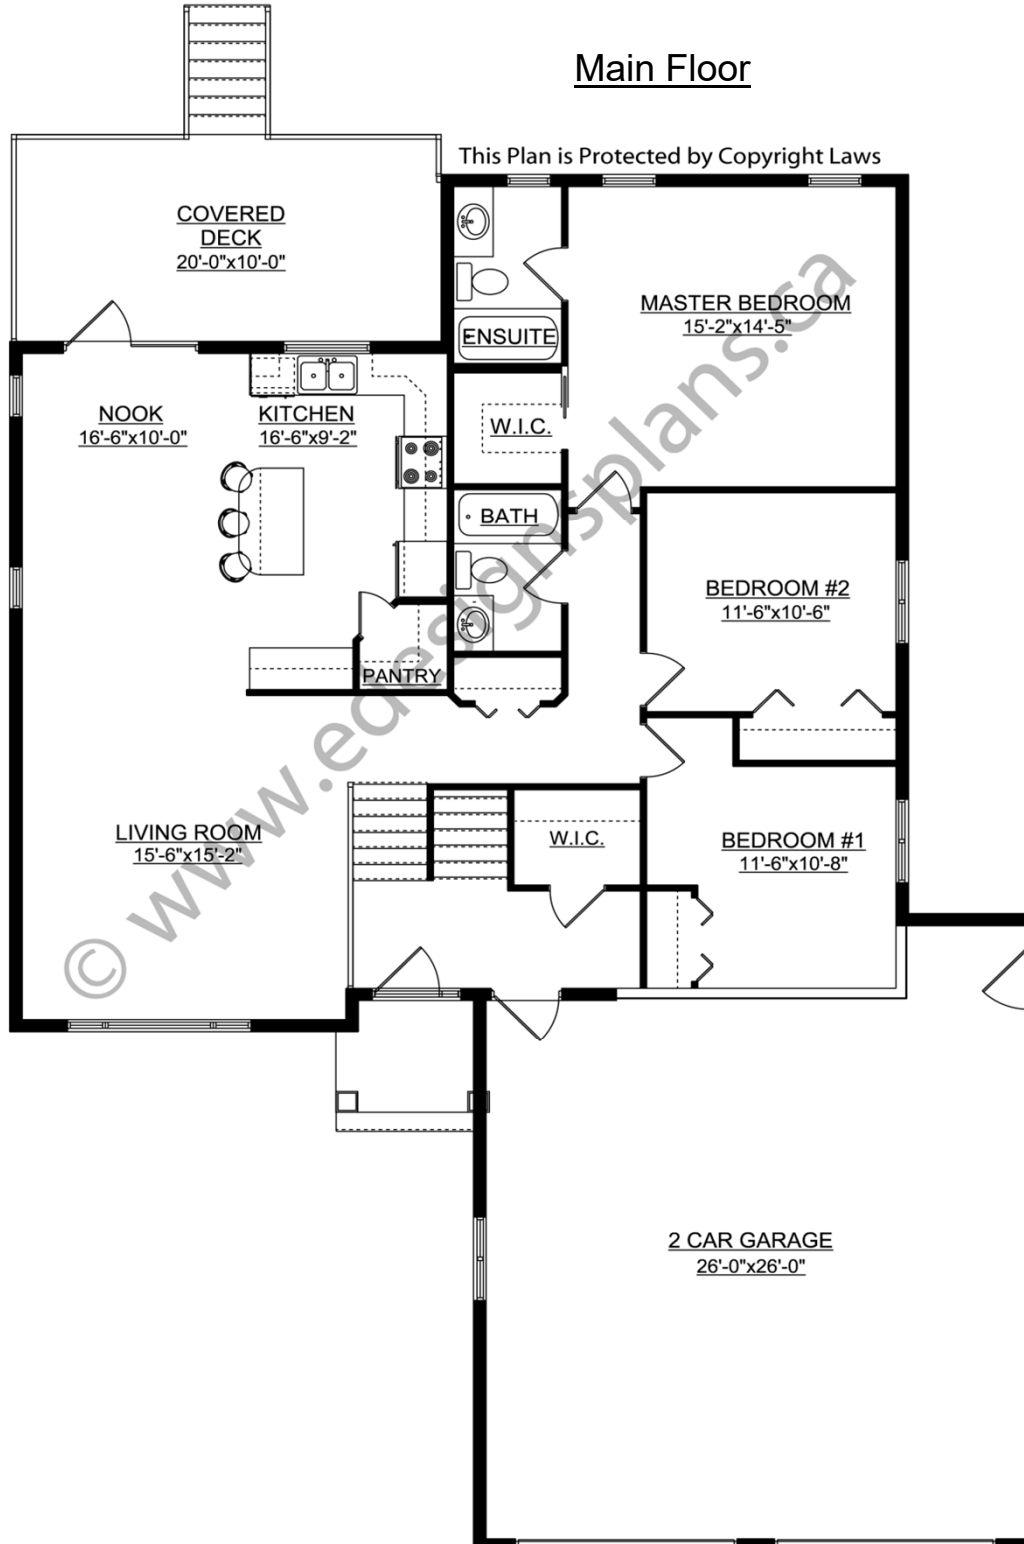 Main Floor
This Plan is Protected by Copyright Laws
COVERED
DECK
20'-0"x10'-0"
MASTER BEDROOM
15'-2"x14'-5"
ENSUITE
NOOK
16'-6"x10'-0"
KITCHEN
16'-6"x9'-2"
W.I.C.
BATH
BEDROOM #2
11'-6"x10'-6"
PANTRY
LIVING ROOM
15'-6"x15'-2"
W.I.C.
BEDROOM #1
11'-6"x10'-8"
© www.edesignsplans.ca
2 CAR GARAGE
26'-0"x26'-0"